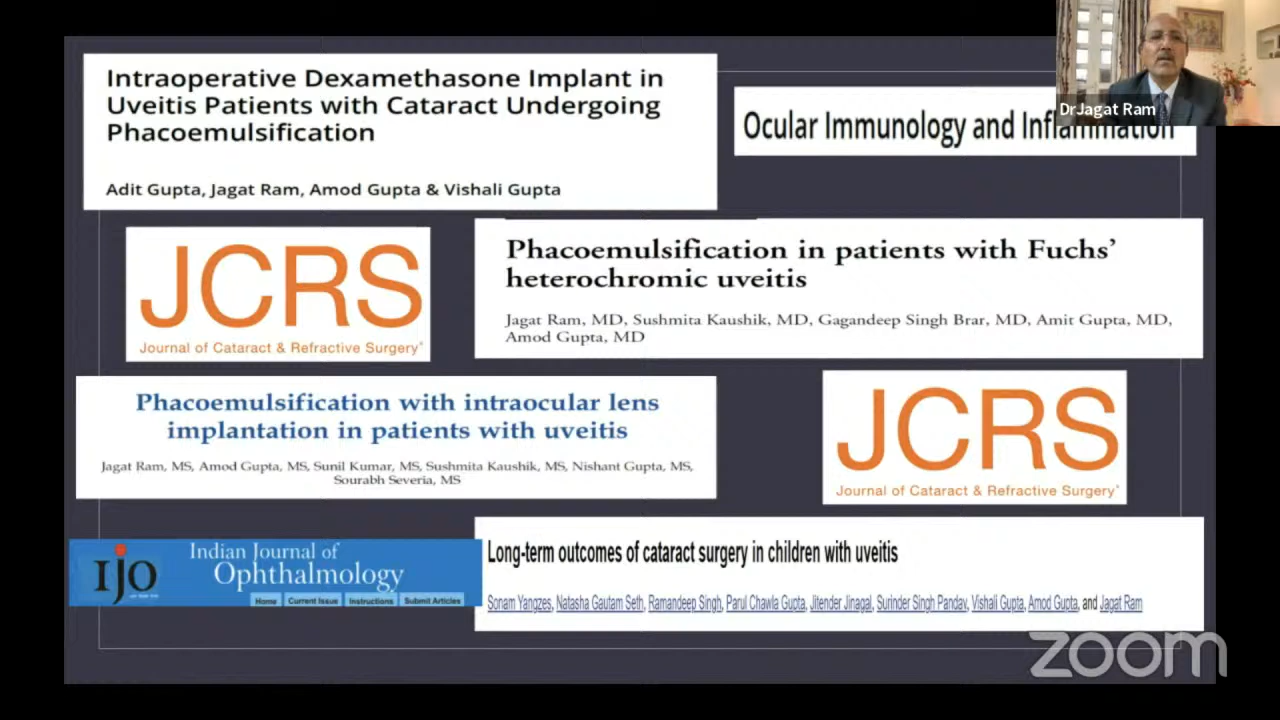 DrJagat Ram
Intraoperative Dexamethasone Implant in
Uveitis Patients with Cataract Undergoing
Phacoemulsification
Adit Gupta, Jagat Ram, Amod Gupta & Vishali Gupta
Ocular Immunology and Inflammation
JCRS
Journal of Cataract & Refractive Surgery
Phacoemulsification in patients with Fuchs'
heterochromic uveitis
Jagat Ram, MD, Sushmita Kaushik, MD, Gagandeep Singh Brar, MD, Amit Gupta, MD,
Amod Gupta, MD
Phacoemulsification with intraocular lens
implantation in patients with uveitis
Jagat Ram, MS, Amod Gupta, MS, Sunil Kumar, MS, Sushmita Kaushik, MS, Nishant Gupta, MS,
Sourabh Severia, MS
JCRS
Journal of Cataract & Refractive Surgery
IJO
Indian Journal of
Ophthalmology
Home Current Issue Instructions Submit Articles
Long-term outcomes of cataract surgery in children with uveitis
Sonam Yangzes, Natasha Gautam Seth, Ramandeep Singh, Parul Chawla Gupta, Jitender Jinagal, Surinder Singh Pandav, Vishali Gupta, Amod Gupta, and Jagat Ram
zoom